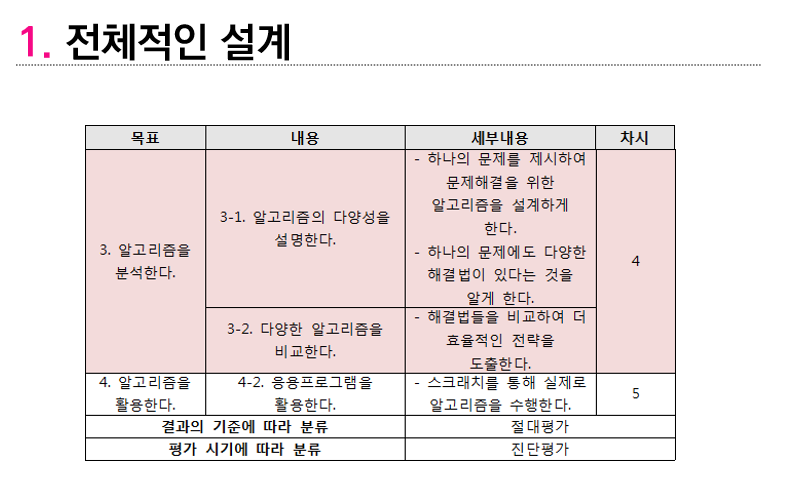 1. 전체적인 설계
목표 내용 세부내용 차시
3. 알고리즘을
분석한다.
3-1. 알고리즘의 다양성을
설명한다.
- 하나의 문제를 제시하여
문제해결을 위한
알고리즘을 설계하게
한다.
- 하나의 문제에도 다양한
해결법이 있다는 것을
알게 한다.
4
3-2. 다양한 알고리즘을
비교한다.
- 해결법들을 비교하여 더
효율적인 전략을
도출한다.
4. 알고리즘을
활용한다.
4-2. 응용프로그램을
활용한다.
- 스크래치를 통해 실제로
알고리즘을 수행한다.
5
결과의 기준에 따라 분류 절대평가
평가 시기에 따라 분류 진단평가